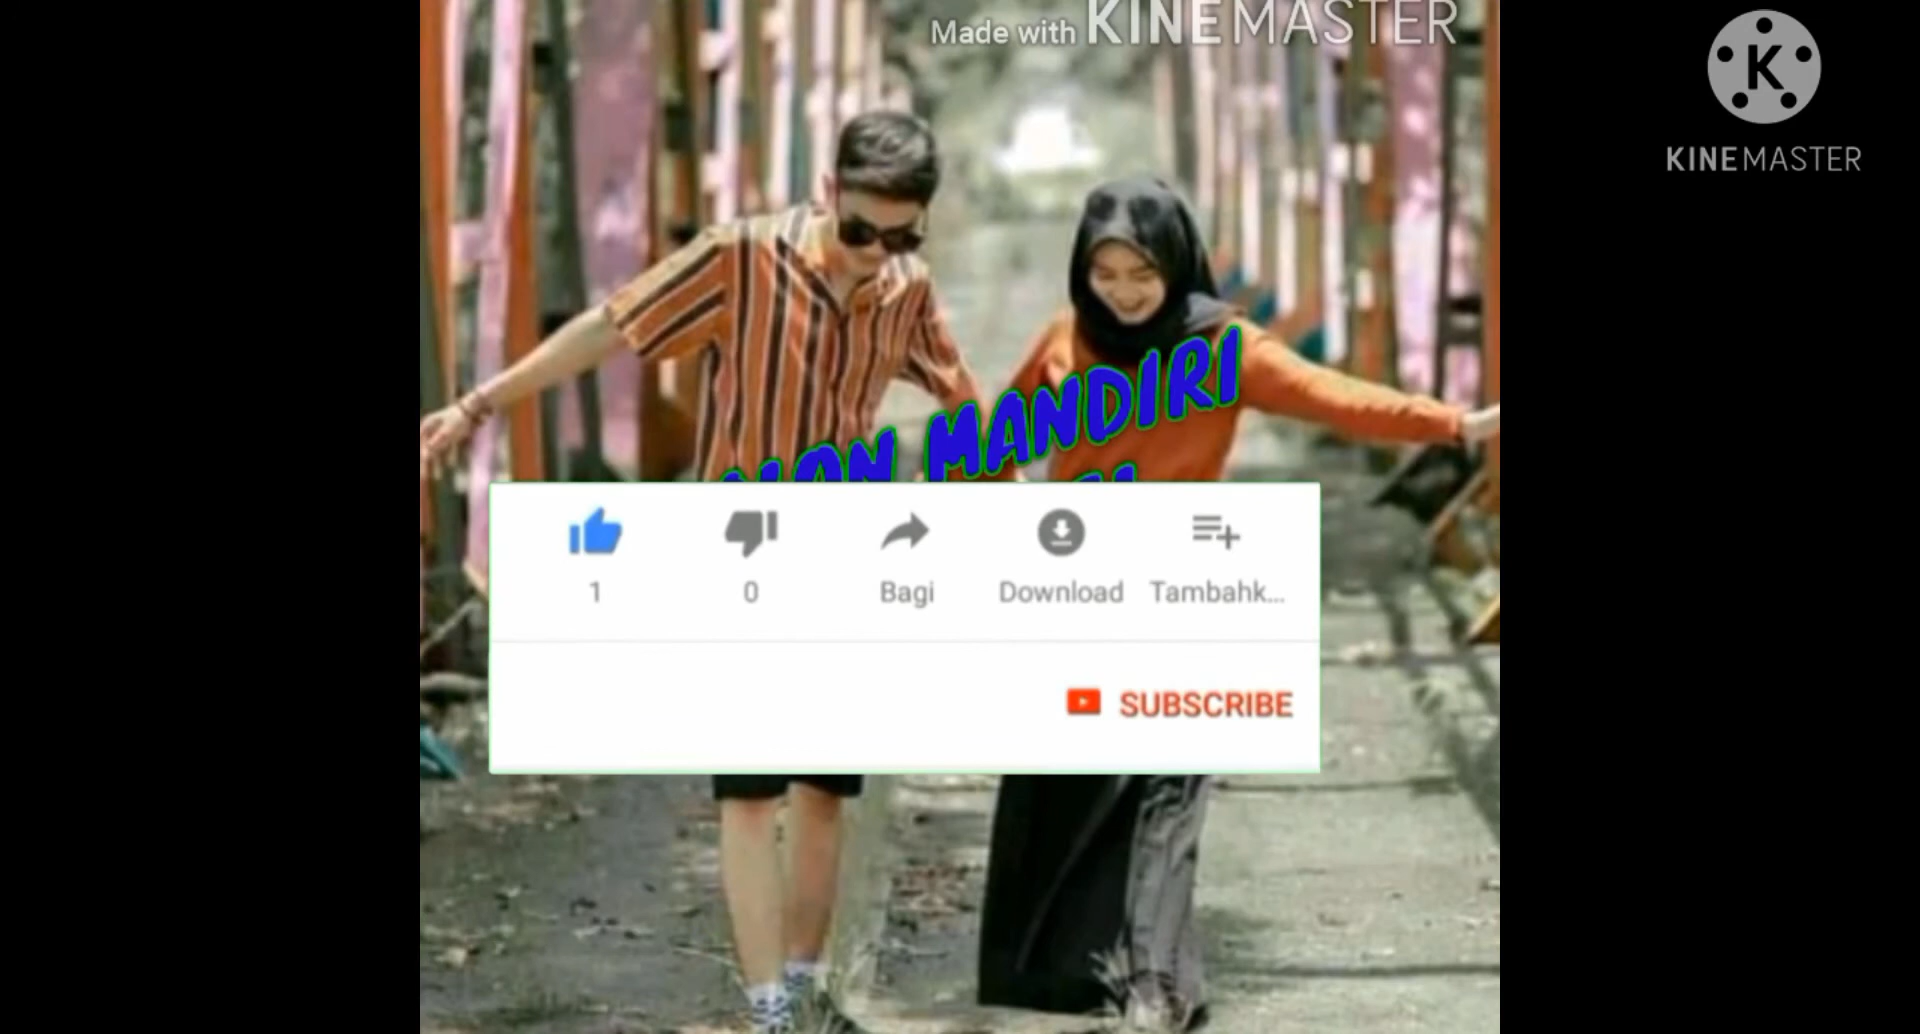 Made with KINEMASTER
KINEMASTER
MANDIRI
1
0
Bagi
Download
Tambahk...
SUBSCRIBE